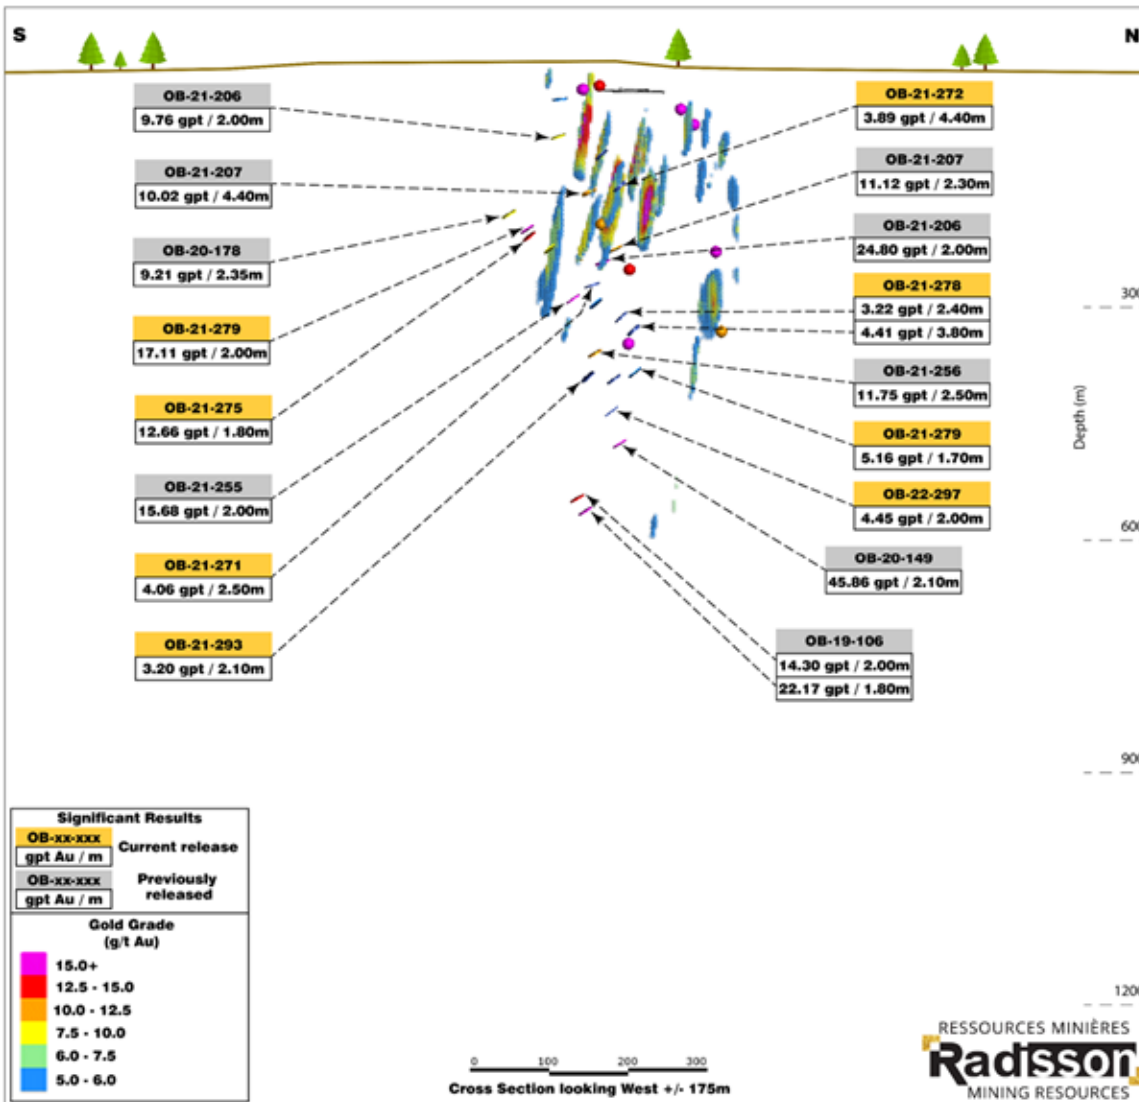 S
N
OB-21-206
9.76 gpt / 2.00m
OB-21-207
10.02 gpt / 4.40m
OB-20-178
9.21 gpt / 2.35m
OB-21-279
17.11 gpt / 2.00m
OB-21-275
12.66 gpt / 1.80m
OB-21-255
15.68 gpt / 2.00m
OB-21-271
4.06 gpt / 2.50m
OB-21-293
3.20 gpt / 2.10m
OB-21-272
3.89 gpt / 4.40m
OB-21-207
11.12 gpt / 2.30m
OB-21-206
24.80 gpt / 2.00m
OB-21-278
3.22 gpt / 2.40m
4.41 gpt / 3.80m
OB-21-256
11.75 gpt / 2.50m
OB-21-279
5.16 gpt / 1.70m
OB-22-297
4.45 gpt / 2.00m
OB-20-149
45.86 gpt / 2.10m
OB-19-106
14.30 gpt / 2.00m
22.17 gpt / 1.80m
300
Depth (m)
600
900
1200
Significant Results
OB-xx-xxx
gpt Au / m
Current release
OB-xx-xxx
gpt Au / m
Previously
released
Gold Grade
(g/t Au)
15.0+
12.5 - 15.0
10.0 - 12.5
7.5 - 10.0
6.0 - 7.5
5.0 - 6.0
0 100 200 300
Cross Section looking West +/- 175m
RESSOURCES MINIÈRES
Radisson
MINING RESOURCES